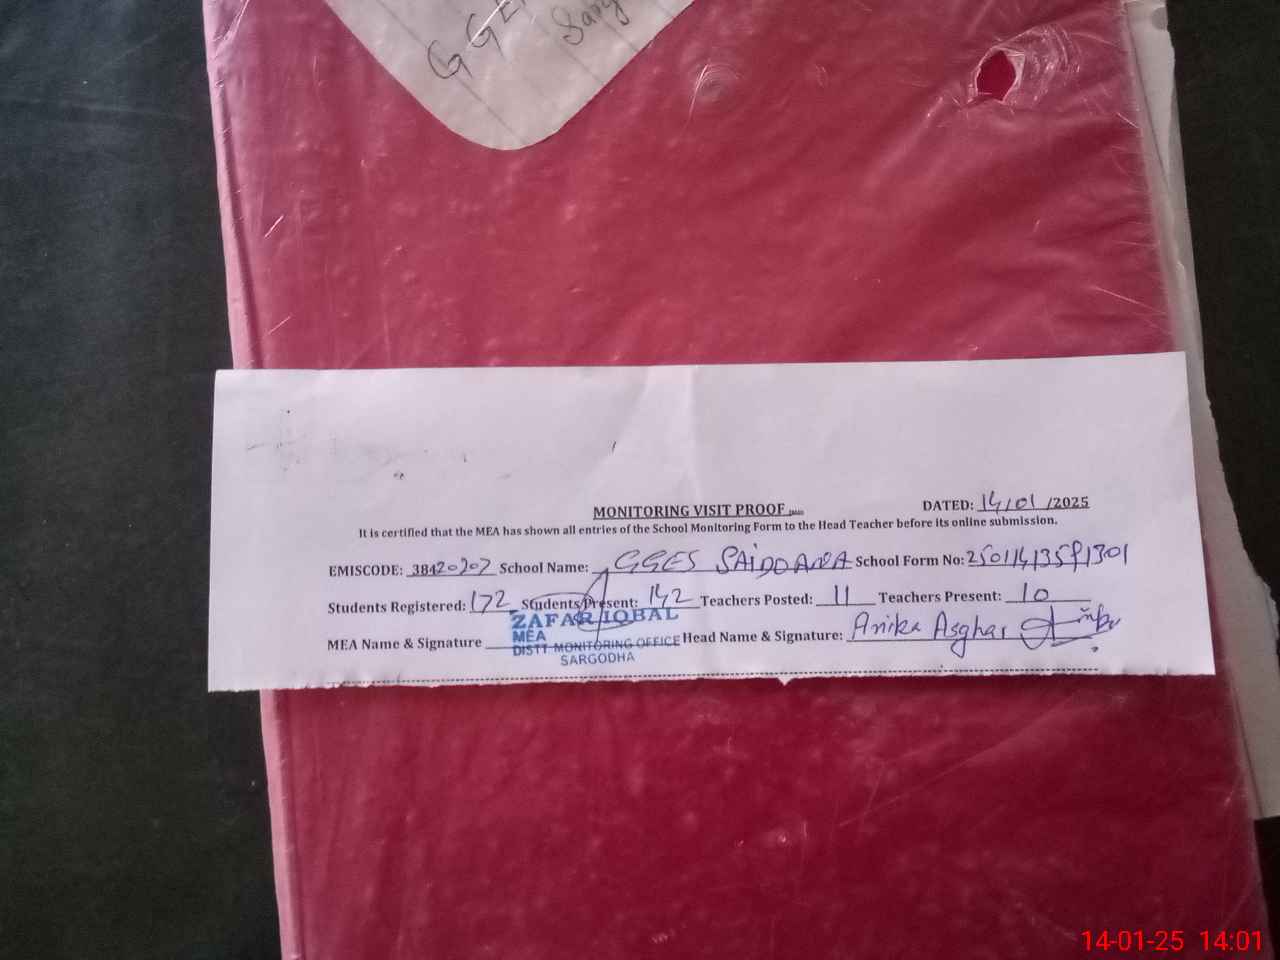 GGE
Sarg
MONITORING VISIT PROOF
DATED: 14/01/2025
It is certified that the MEA has shown all entries of the School Monitoring Form to the Head Teacher before its online submission.
EMISCODE: 38420207 School Name: GGES SAIDOANA School Form No:
Students Registered: 172 Students Present: 142 Teachers Posted: 11 Teachers Present: 10
MEA Name & Signature ZAFAR IQBAL Head Name & Signature: Anika Asghar
MEA
DISTT MONITORING OFFICE
SARGODHA
14-01-25 14:01